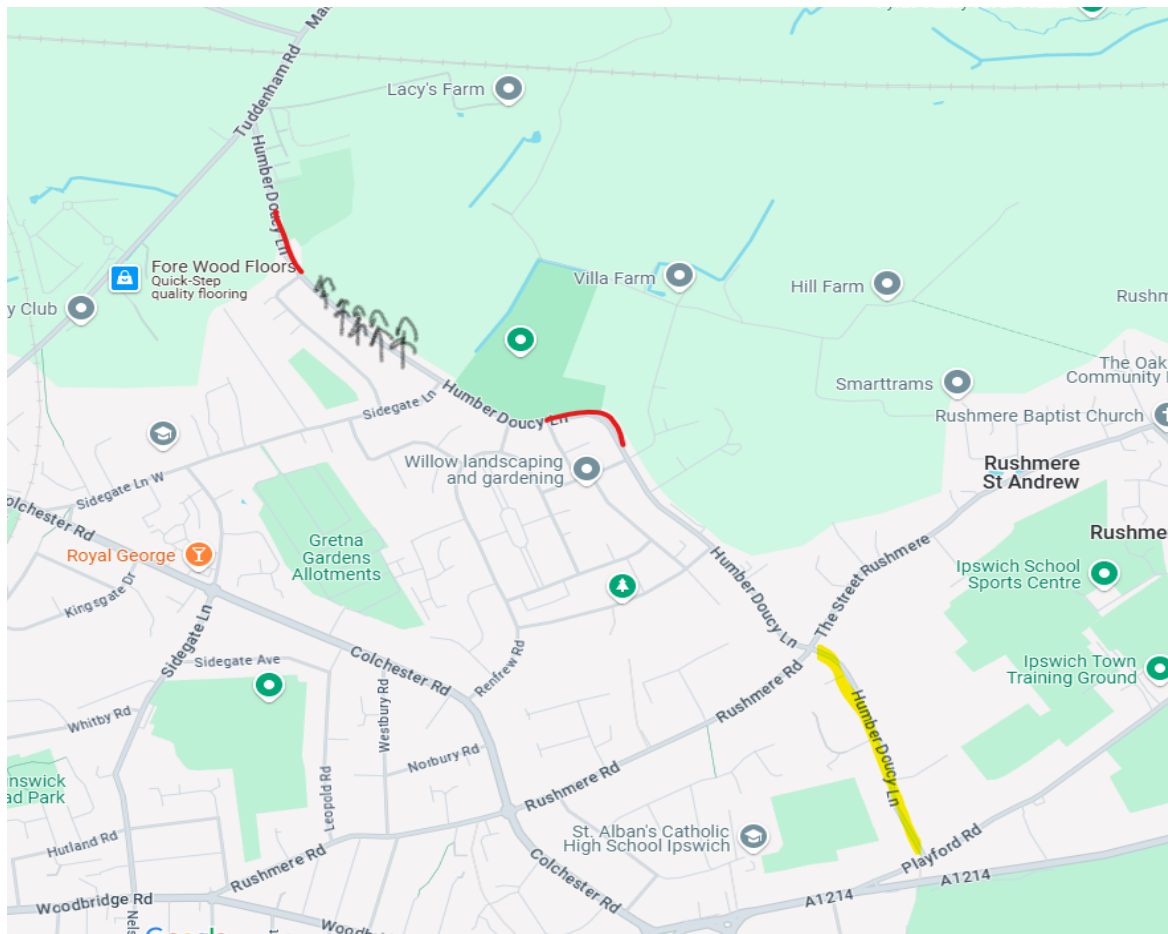 Lacy's Farm
Tuddenham Rd
Humber Doucy Ln
Fore Wood Floors
Quick-Step
quality flooring
y Club
Villa Farm
Hill Farm
Rushm
The Oak
Community
Smarttrams
Rushmere Baptist Church
Sidegate Ln
Humber Doucy Ln
Willow landscaping
and gardening
Rushmere
St Andrew
Sidegate Ln W
olchester Rd
Royal George
Gretna
Gardens
Allotments
Rushme
Ipswich School
Sports Centre
Kingsgate Dr
Humber Doucy Ln
The Street Rushmere
Sidegate Ln
Sidegate Ave
Colchester Rd
Renfrew Rd
Ipswich Town
Training Ground
Whitby Rd
Westbury Rd
Rushmere Rd
Humber Doucy Ln
Norbury Rd
nswick
ad Park
Leopold Rd
Rushmere Rd
Hutland Rd
St. Alban's Catholic
High School Ipswich
Playford Rd
Rushmere Rd
Colchester Rd
A1214
A1214
Woodbridge Rd
Nels
Woodb
Google